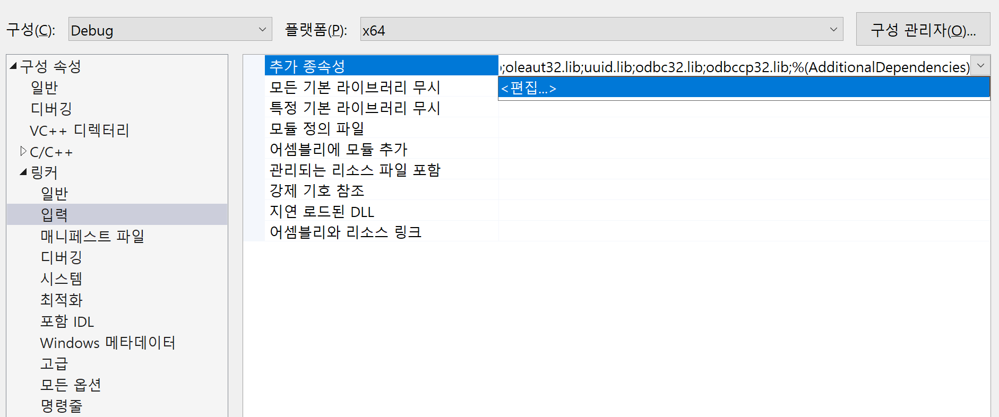 구성(C): Debug 플랫폼(P): x64 구성 관리자(O)...
구성 속성
일반
디버깅
VC++ 디렉터리
C/C++
링커
일반
입력
매니페스트 파일
디버깅
시스템
최적화
포함 IDL
Windows 메타데이터
고급
모든 옵션
명령줄
추가 종속성 ;oleaut32.lib;uuid.lib;odbc32.lib;odbccp32.lib;%(AdditionalDependencies)
모든 기본 라이브러리 무시 <편집...>
특정 기본 라이브러리 무시
모듈 정의 파일
어셈블리에 모듈 추가
관리되는 리소스 파일 포함
강제 기호 참조
지연 로드된 DLL
어셈블리와 리소스 링크